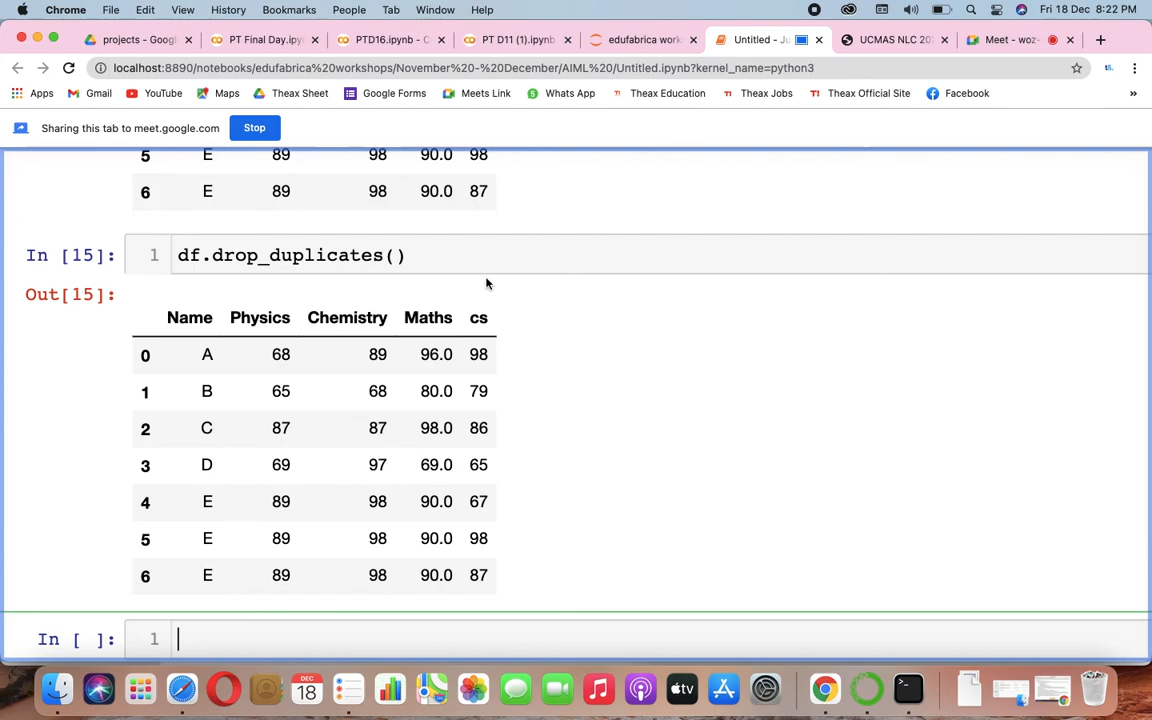 Chrome File Edit View History Bookmarks People Tab Window Help Fri 18 Dec 8:22 PM
projects - Googl PT Final Day.ipy PTD16.ipynb - C PT D11 (1).ipynb edufabrica work Untitled - Ju UCMAS NLC 20 Meet - woz-
localhost:8890/notebooks/edufabrica%20workshops/November%20-%20December/AIML%20/Untitled.ipynb?kernel_name=python3
Apps Gmail YouTube Maps Theax Sheet Google Forms Meets Link Whats App Theax Education Theax Jobs Theax Official Site Facebook »
Sharing this tab to meet.google.com Stop
5 E 89 98 90.0 98
6 E 89 98 90.0 87
In [15]: 1 df.drop_duplicates()
Out[15]:
Name Physics Chemistry Maths cs
0 A 68 89 96.0 98
1 B 65 68 80.0 79
2 C 87 87 98.0 86
3 D 69 97 69.0 65
4 E 89 98 90.0 67
5 E 89 98 90.0 98
6 E 89 98 90.0 87
In [ ]: 1
DEC
18
tv